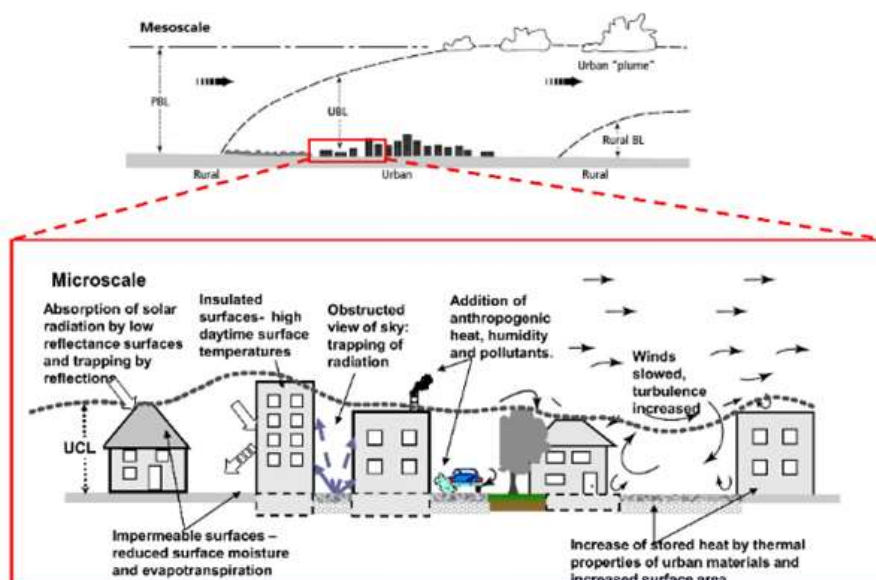 Mesoscale
Urban "plume"
PBL
UBL
Rural BL
Rural
Urban
Rural
Microscale
Absorption of solar
radiation by low
reflectance surfaces
and trapping by
reflections
Insulated
surfaces- high
daytime surface
temperatures
Obstructed
view of sky:
trapping of
radiation
Addition of
anthropogenic
heat, humidity
and pollutants.
Winds
slowed,
turbulence
increased
UCL
Impermeable surfaces –
reduced surface moisture
and evapotranspiration
Increase of stored heat by thermal
properties of urban materials and
increased surface area